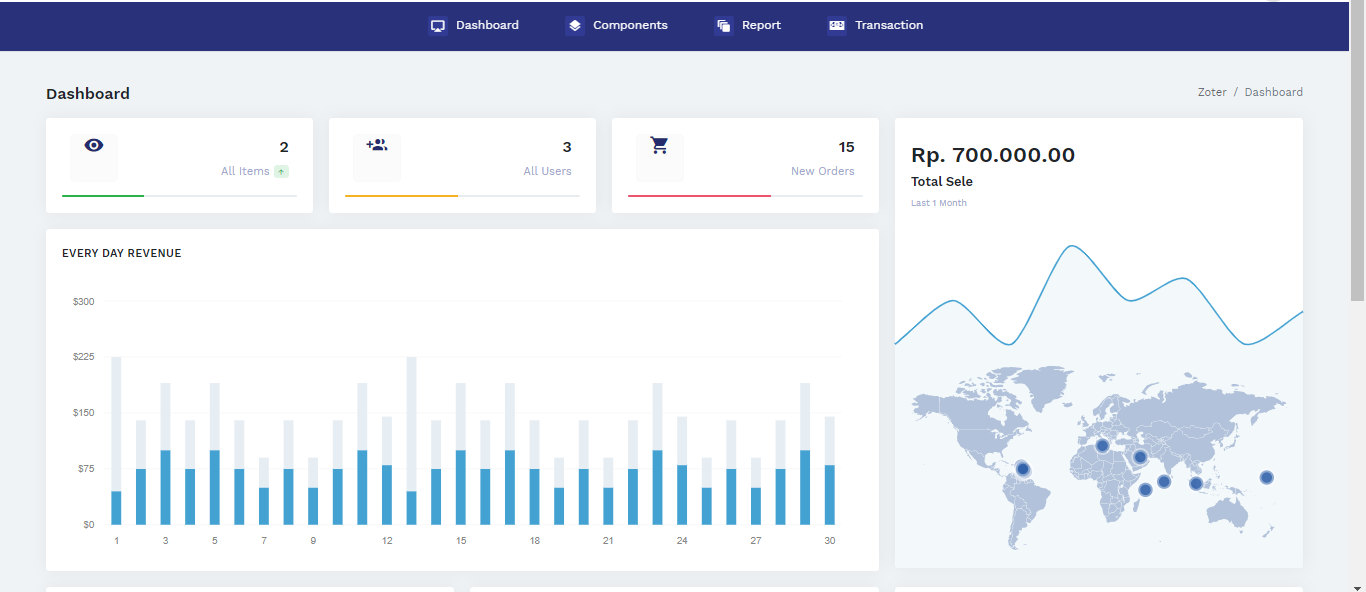 Dashboard Components Report Transaction
Dashboard
Zoter / Dashboard
2
All Items
3
All Users
15
New Orders
Rp. 700.000.00
Total Sele
Last 1 Month
EVERY DAY REVENUE
$300
$225
$150
$75
$0
1 3 5 7 9 12 15 18 21 24 27 30